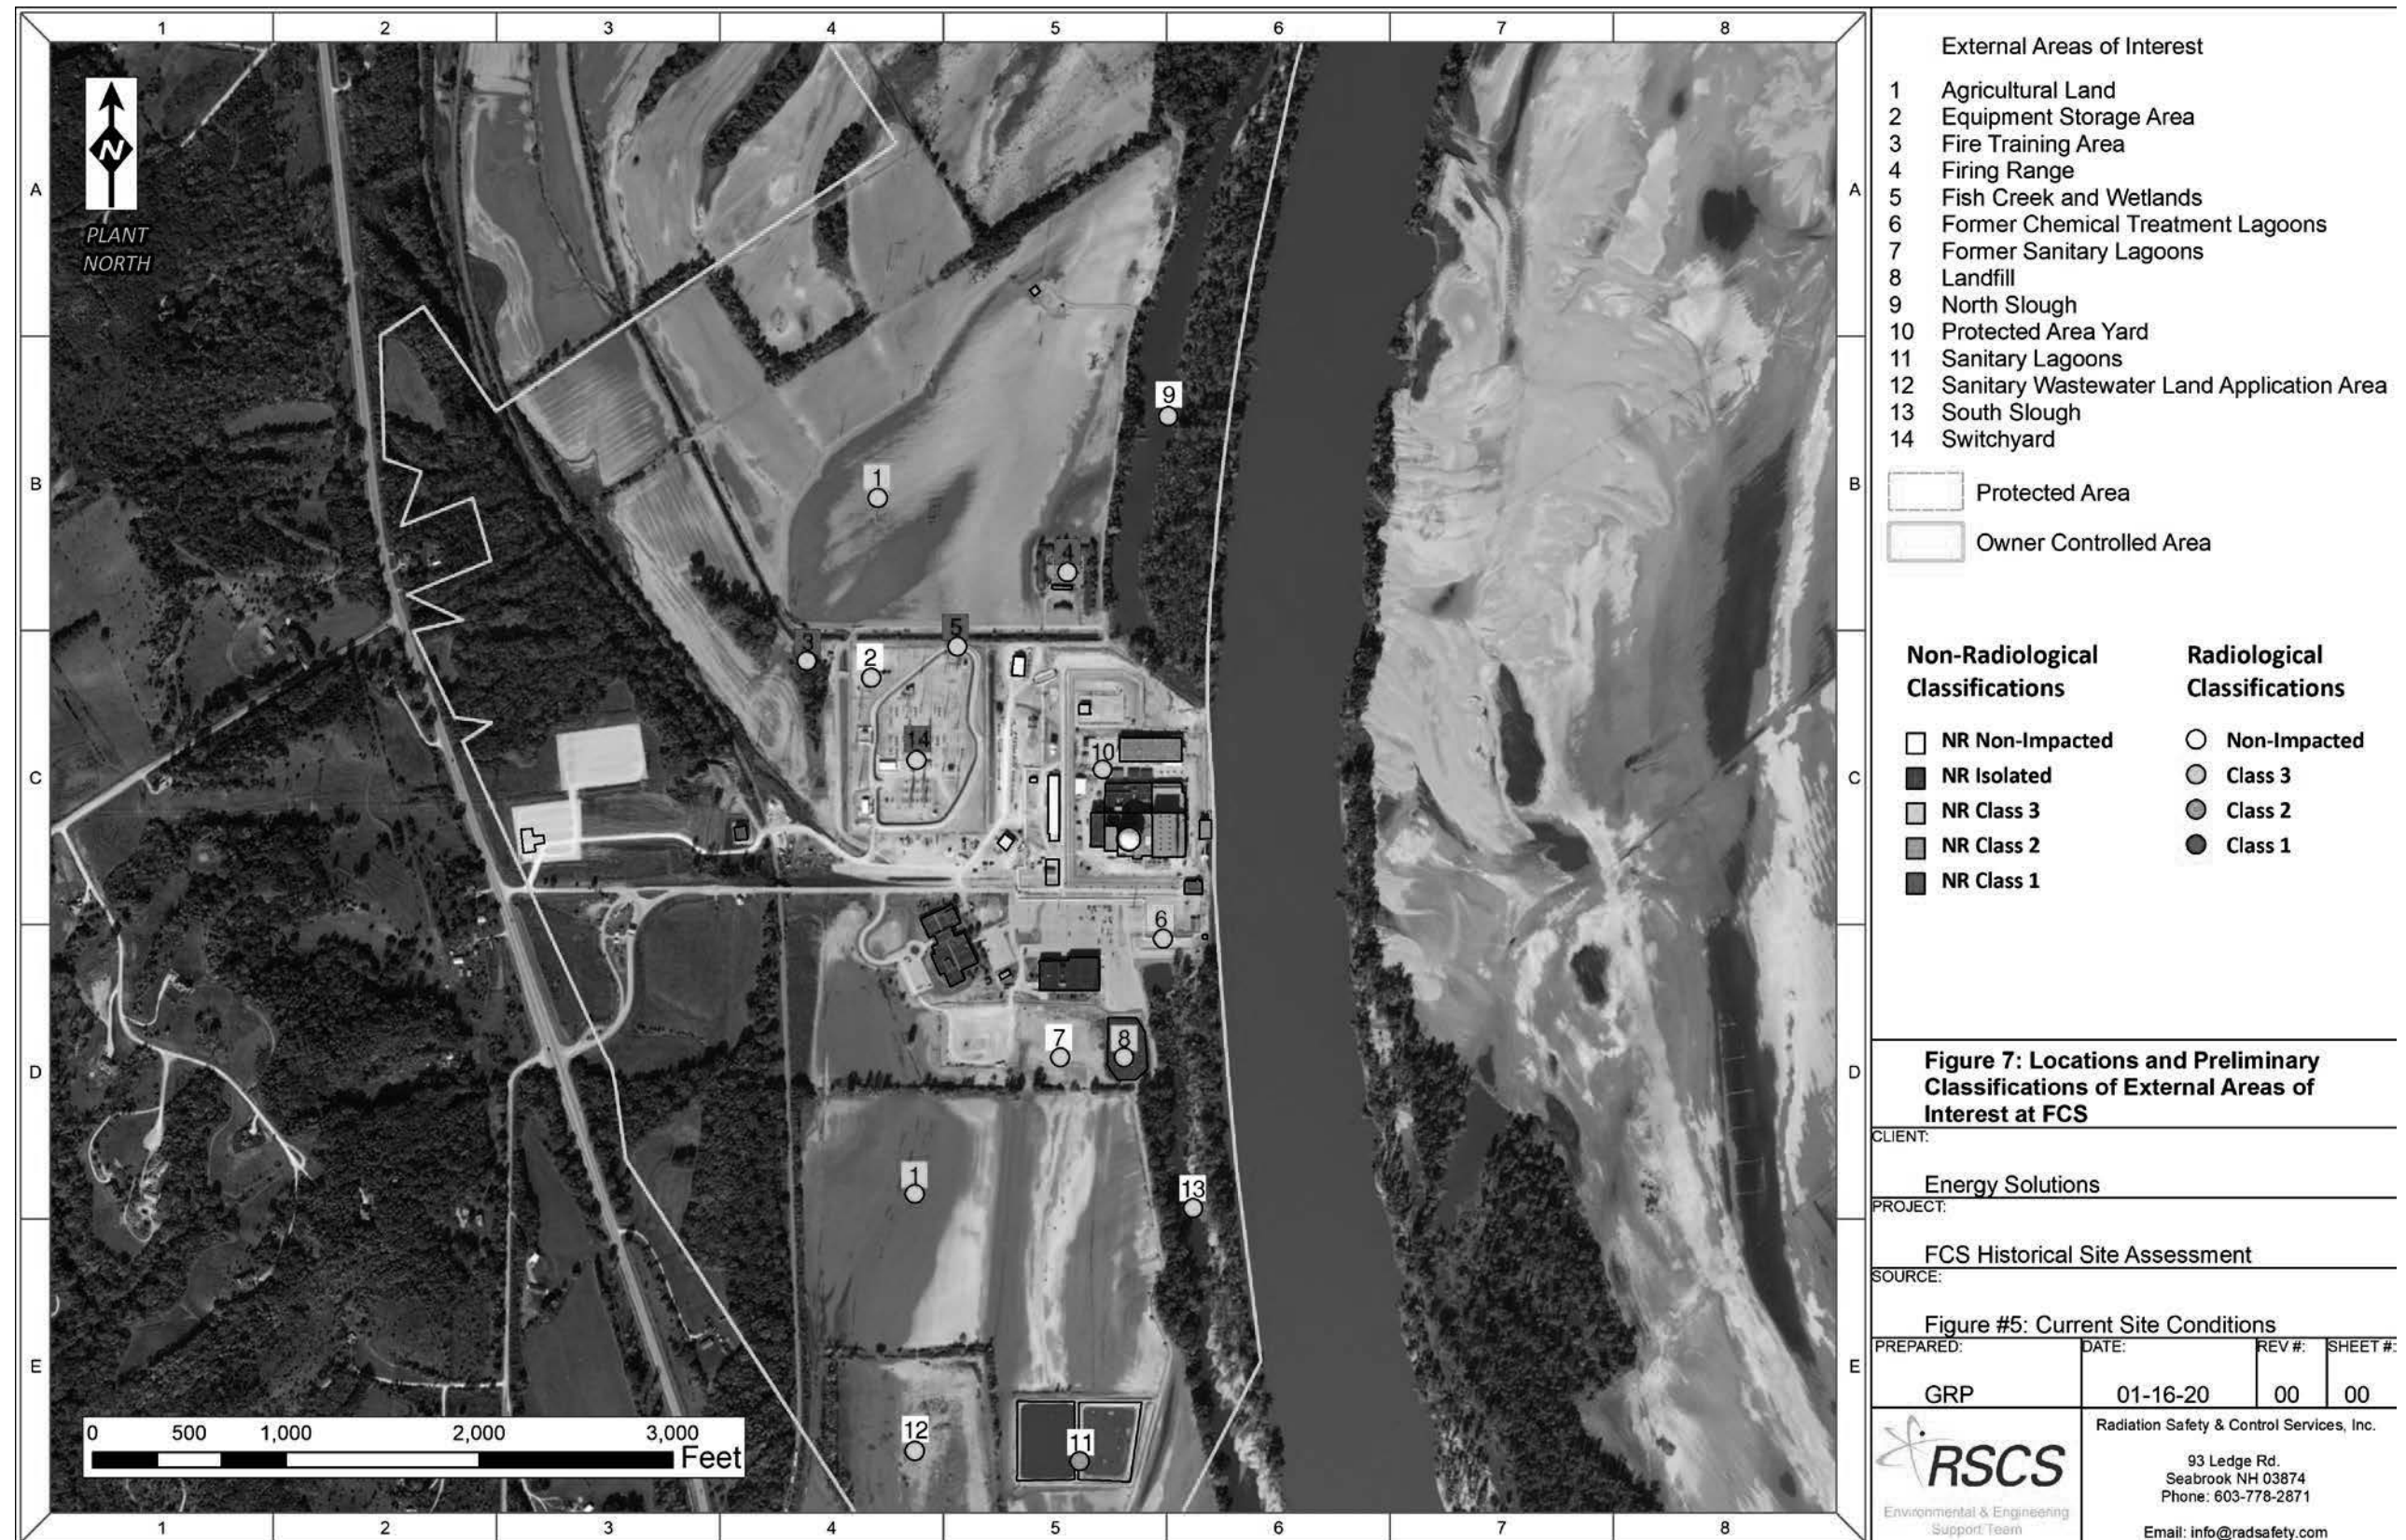 1 2 3 4 5 6 7 8
A A
B B
C C
D D
E E
1 2 3 4 5 6 7 8
N
PLANT
NORTH
9
1
4
5
3
2
14
10
6
7
8
1
13
12
11
0 500 1,000 2,000 3,000
Feet
External Areas of Interest
1 Agricultural Land
2 Equipment Storage Area
3 Fire Training Area
4 Firing Range
5 Fish Creek and Wetlands
6 Former Chemical Treatment Lagoons
7 Former Sanitary Lagoons
8 Landfill
9 North Slough
10 Protected Area Yard
11 Sanitary Lagoons
12 Sanitary Wastewater Land Application Area
13 South Slough
14 Switchyard
Protected Area
Owner Controlled Area
Non-Radiological
Classifications
NR Non-Impacted
NR Isolated
NR Class 3
NR Class 2
NR Class 1
Radiological
Classifications
Non-Impacted
Class 3
Class 2
Class 1
Figure 7: Locations and Preliminary
Classifications of External Areas of
Interest at FCS
CLIENT:
Energy Solutions
PROJECT:
FCS Historical Site Assessment
SOURCE:
Figure #5: Current Site Conditions
PREPARED: DATE: REV #: SHEET #:
GRP 01-16-20 00 00
RSCS
Environmental & Engineering
Support Team
Radiation Safety & Control Services, Inc.
93 Ledge Rd.
Seabrook NH 03874
Phone: 603-778-2871
Email: info@radsafety.com